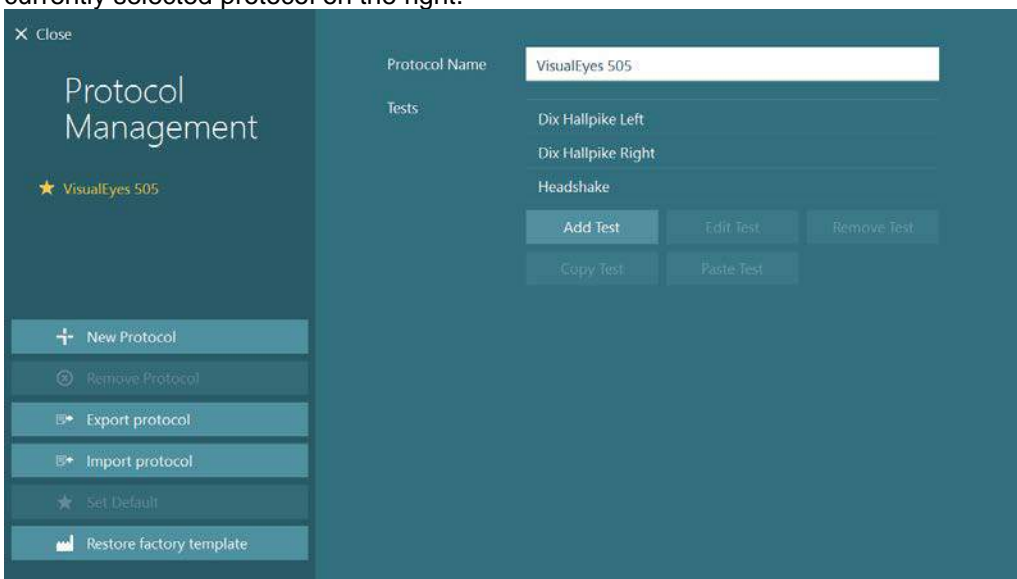 currently selected protocol on the right.
Close
Protocol
Management
VisualEyes 505
New Protocol
Remove Protocol
Export protocol
Import protocol
Set Default
Restore factory template
Protocol Name
VisualEyes 505
Tests
Dix Hallpike Left
Dix Hallpike Right
Headshake
Add Test Edit Test Remove Test
Copy Test Paste Test